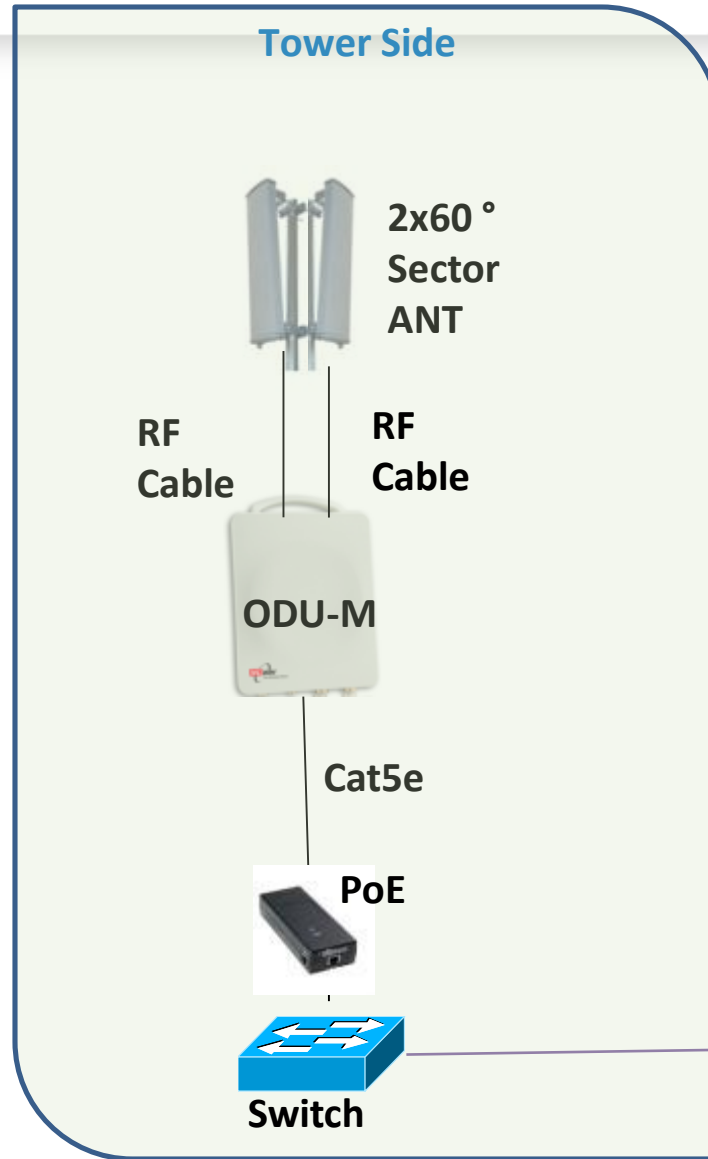 Tower Side
2x60 °
Sector
ANT
RF
Cable
RF
Cable
ODU-M
Cat5e
PoE
Switch